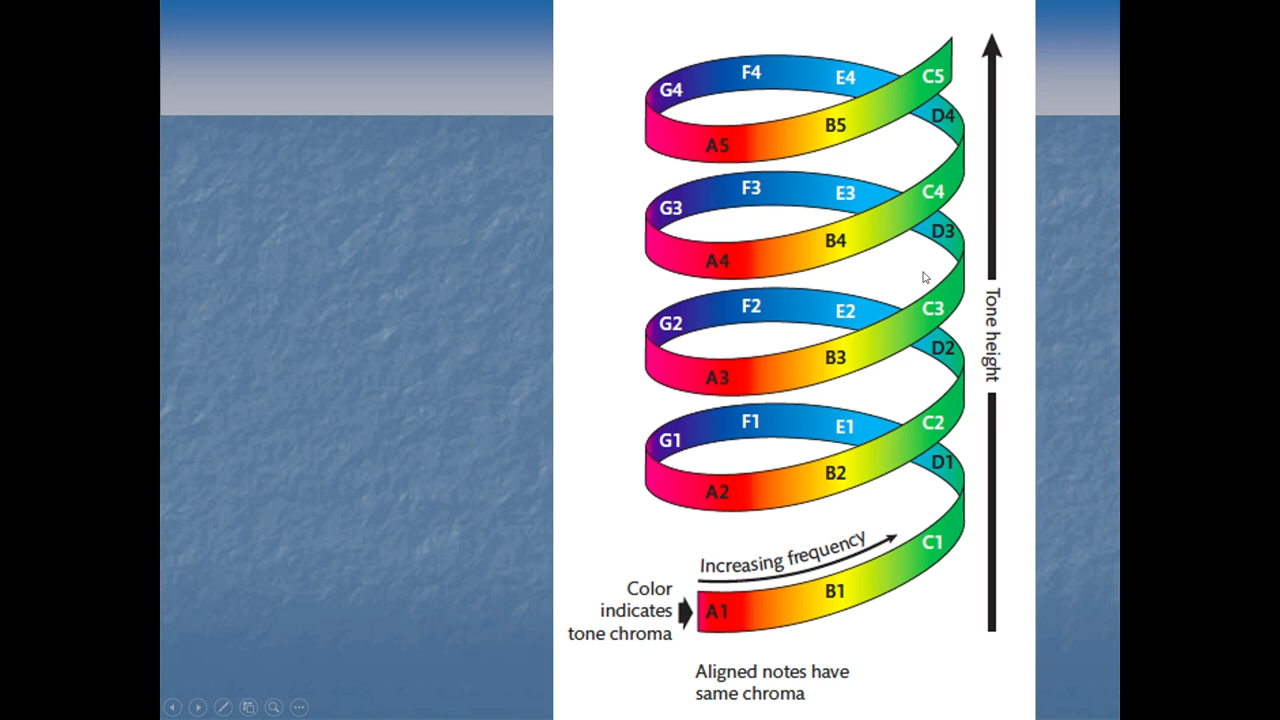 G4 F4 E4 C5
D4
A5 B5
G3 F3 E3 C4
D3
A4 B4
G2 F2 E2 C3
D2
A3 B3
G1 F1 E1 C2
D1
A2 B2
C1
A1 B1
Increasing frequency
Tone height
Color
indicates
tone chroma
Aligned notes have
same chroma